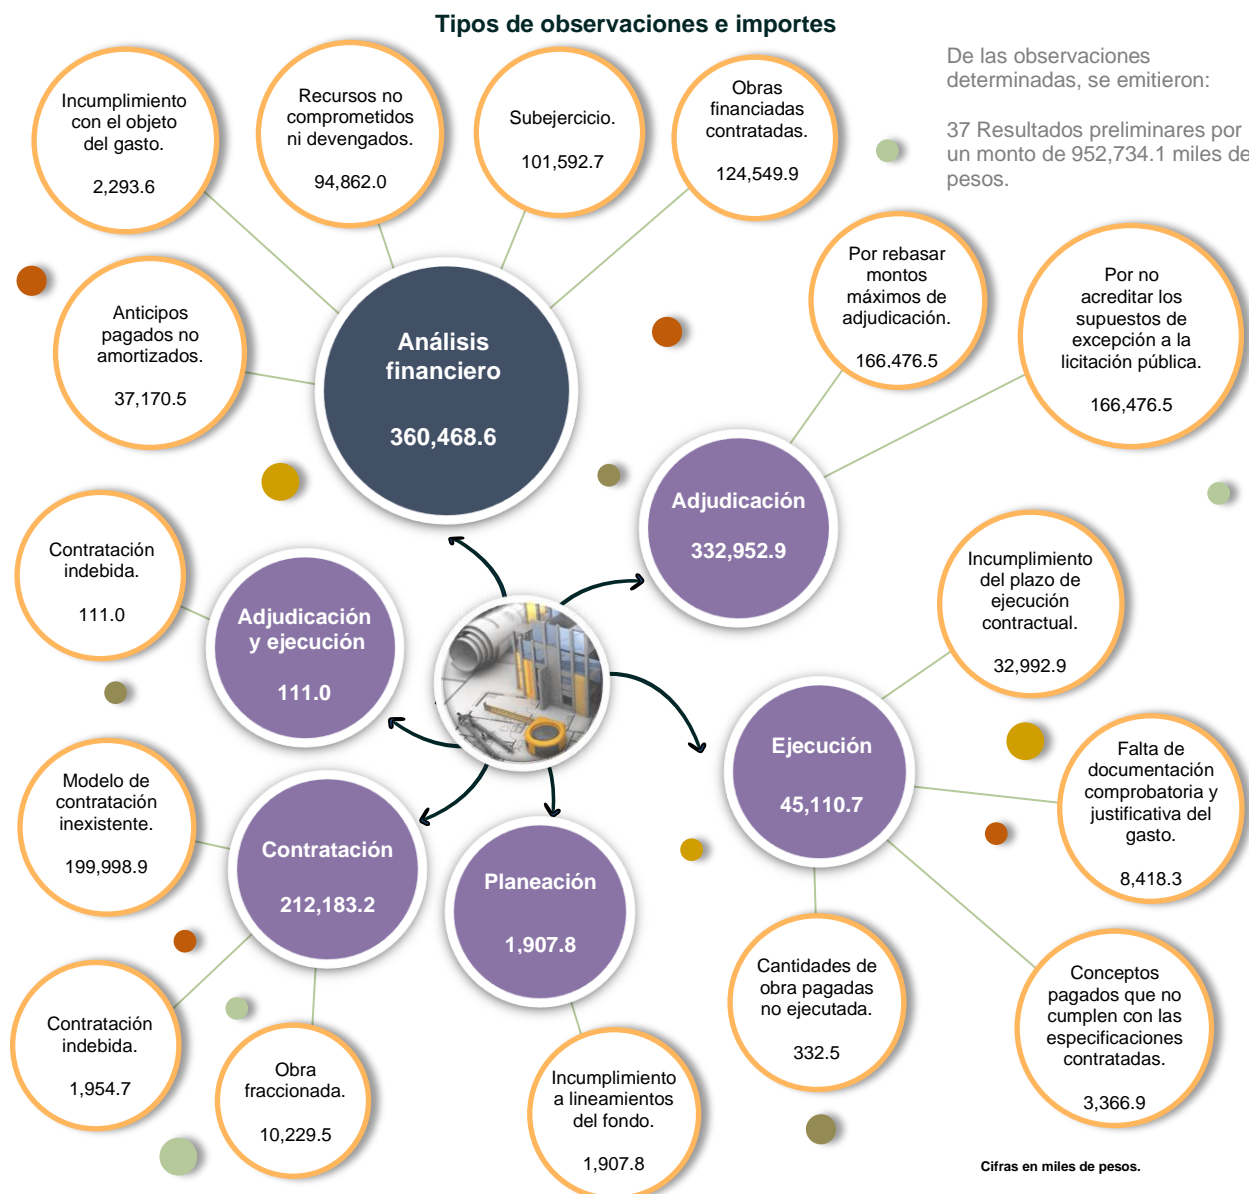 Tipos de observaciones e importes
De las observaciones
determinadas, se emitieron:
37 Resultados preliminares por
un monto de 952,734.1 miles de
pesos.
Incumplimiento
con el objeto
del gasto.
2,293.6
Recursos no
comprometidos
ni devengados.
94,862.0
Subejercicio.
101,592.7
Obras
financiadas
contratadas.
124,549.9
Anticipos
pagados no
amortizados.
37,170.5
Análisis
financiero
360,468.6
Por rebasar
montos
máximos de
adjudicación.
166,476.5
Por no
acreditar los
supuestos de
excepción a la
licitación pública.
166,476.5
Adjudicación
332,952.9
Contratación
indebida.
111.0
Adjudicación
y ejecución
111.0
Incumplimiento
del plazo de
ejecución
contractual.
32,992.9
Ejecución
45,110.7
Falta de
documentación
comprobatoria y
justificativa del
gasto.
8,418.3
Modelo de
contratación
inexistente.
199,998.9
Contratación
212,183.2
Planeación
1,907.8
Cantidades de
obra pagadas
no ejecutada.
332.5
Conceptos
pagados que no
cumplen con las
especificaciones
contratadas.
3,366.9
Contratación
indebida.
1,954.7
Obra
fraccionada.
10,229.5
Incumplimiento
a lineamientos
del fondo.
1,907.8
Cifras en miles de pesos.